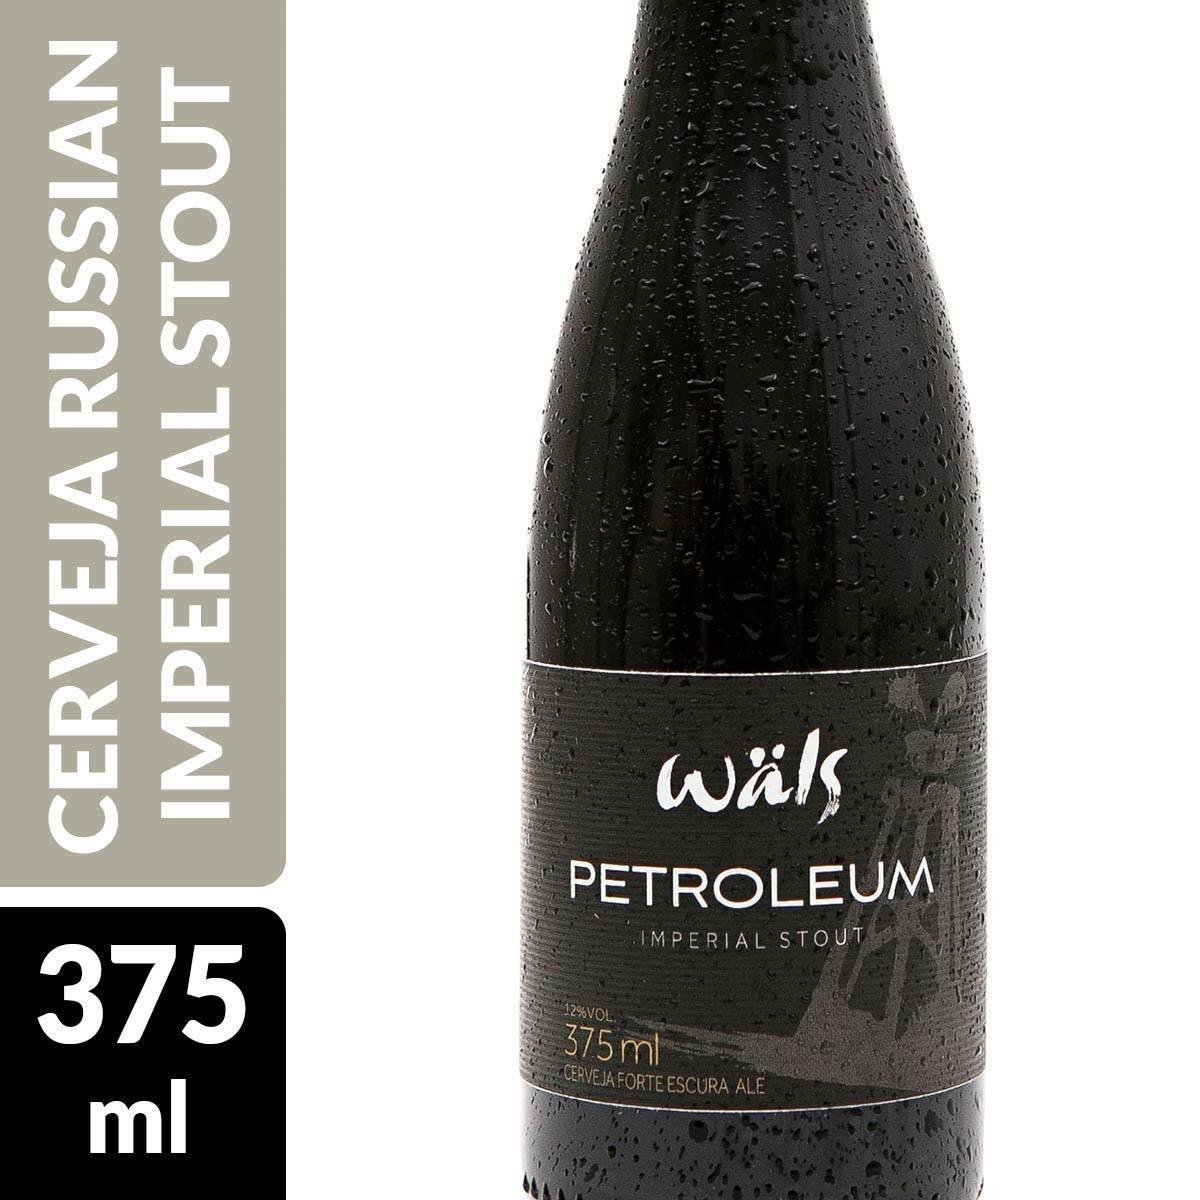 CERVEJA RUSSIAN
IMPERIAL STOUT
375
ml
wäls
PETROLEUM
IMPERIAL STOUT
12%VOL.
375 ml
CERVEJA FORTE ESCURA ALE